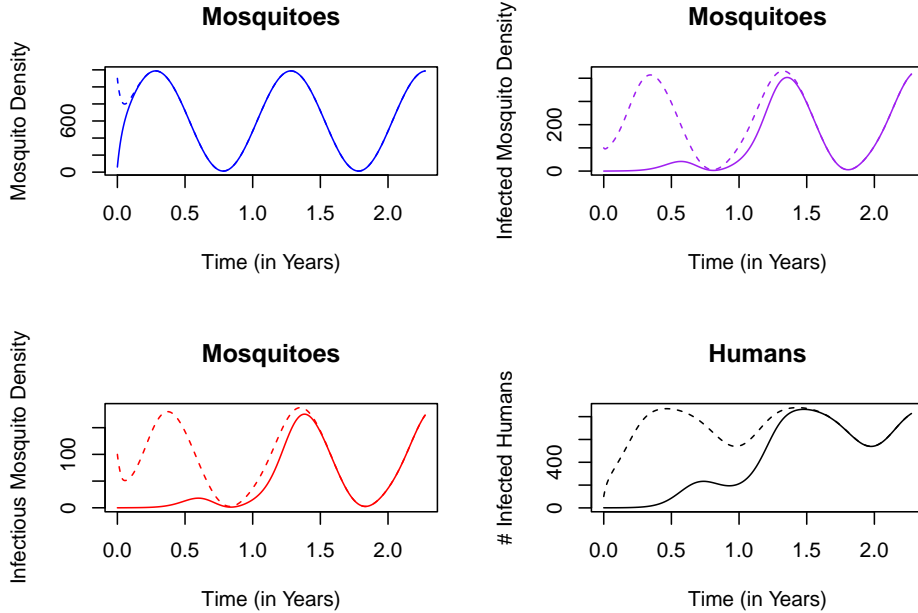 Mosquitoes
Mosquito Density
600
0
0.0 0.5 1.0 1.5 2.0
Time (in Years)
Mosquitoes
Infected Mosquito Density
200
0
0.0 0.5 1.0 1.5 2.0
Time (in Years)
Mosquitoes
Infectious Mosquito Density
100
0
0.0 0.5 1.0 1.5 2.0
Time (in Years)
Humans
# Infected Humans
400
0
0.0 0.5 1.0 1.5 2.0
Time (in Years)